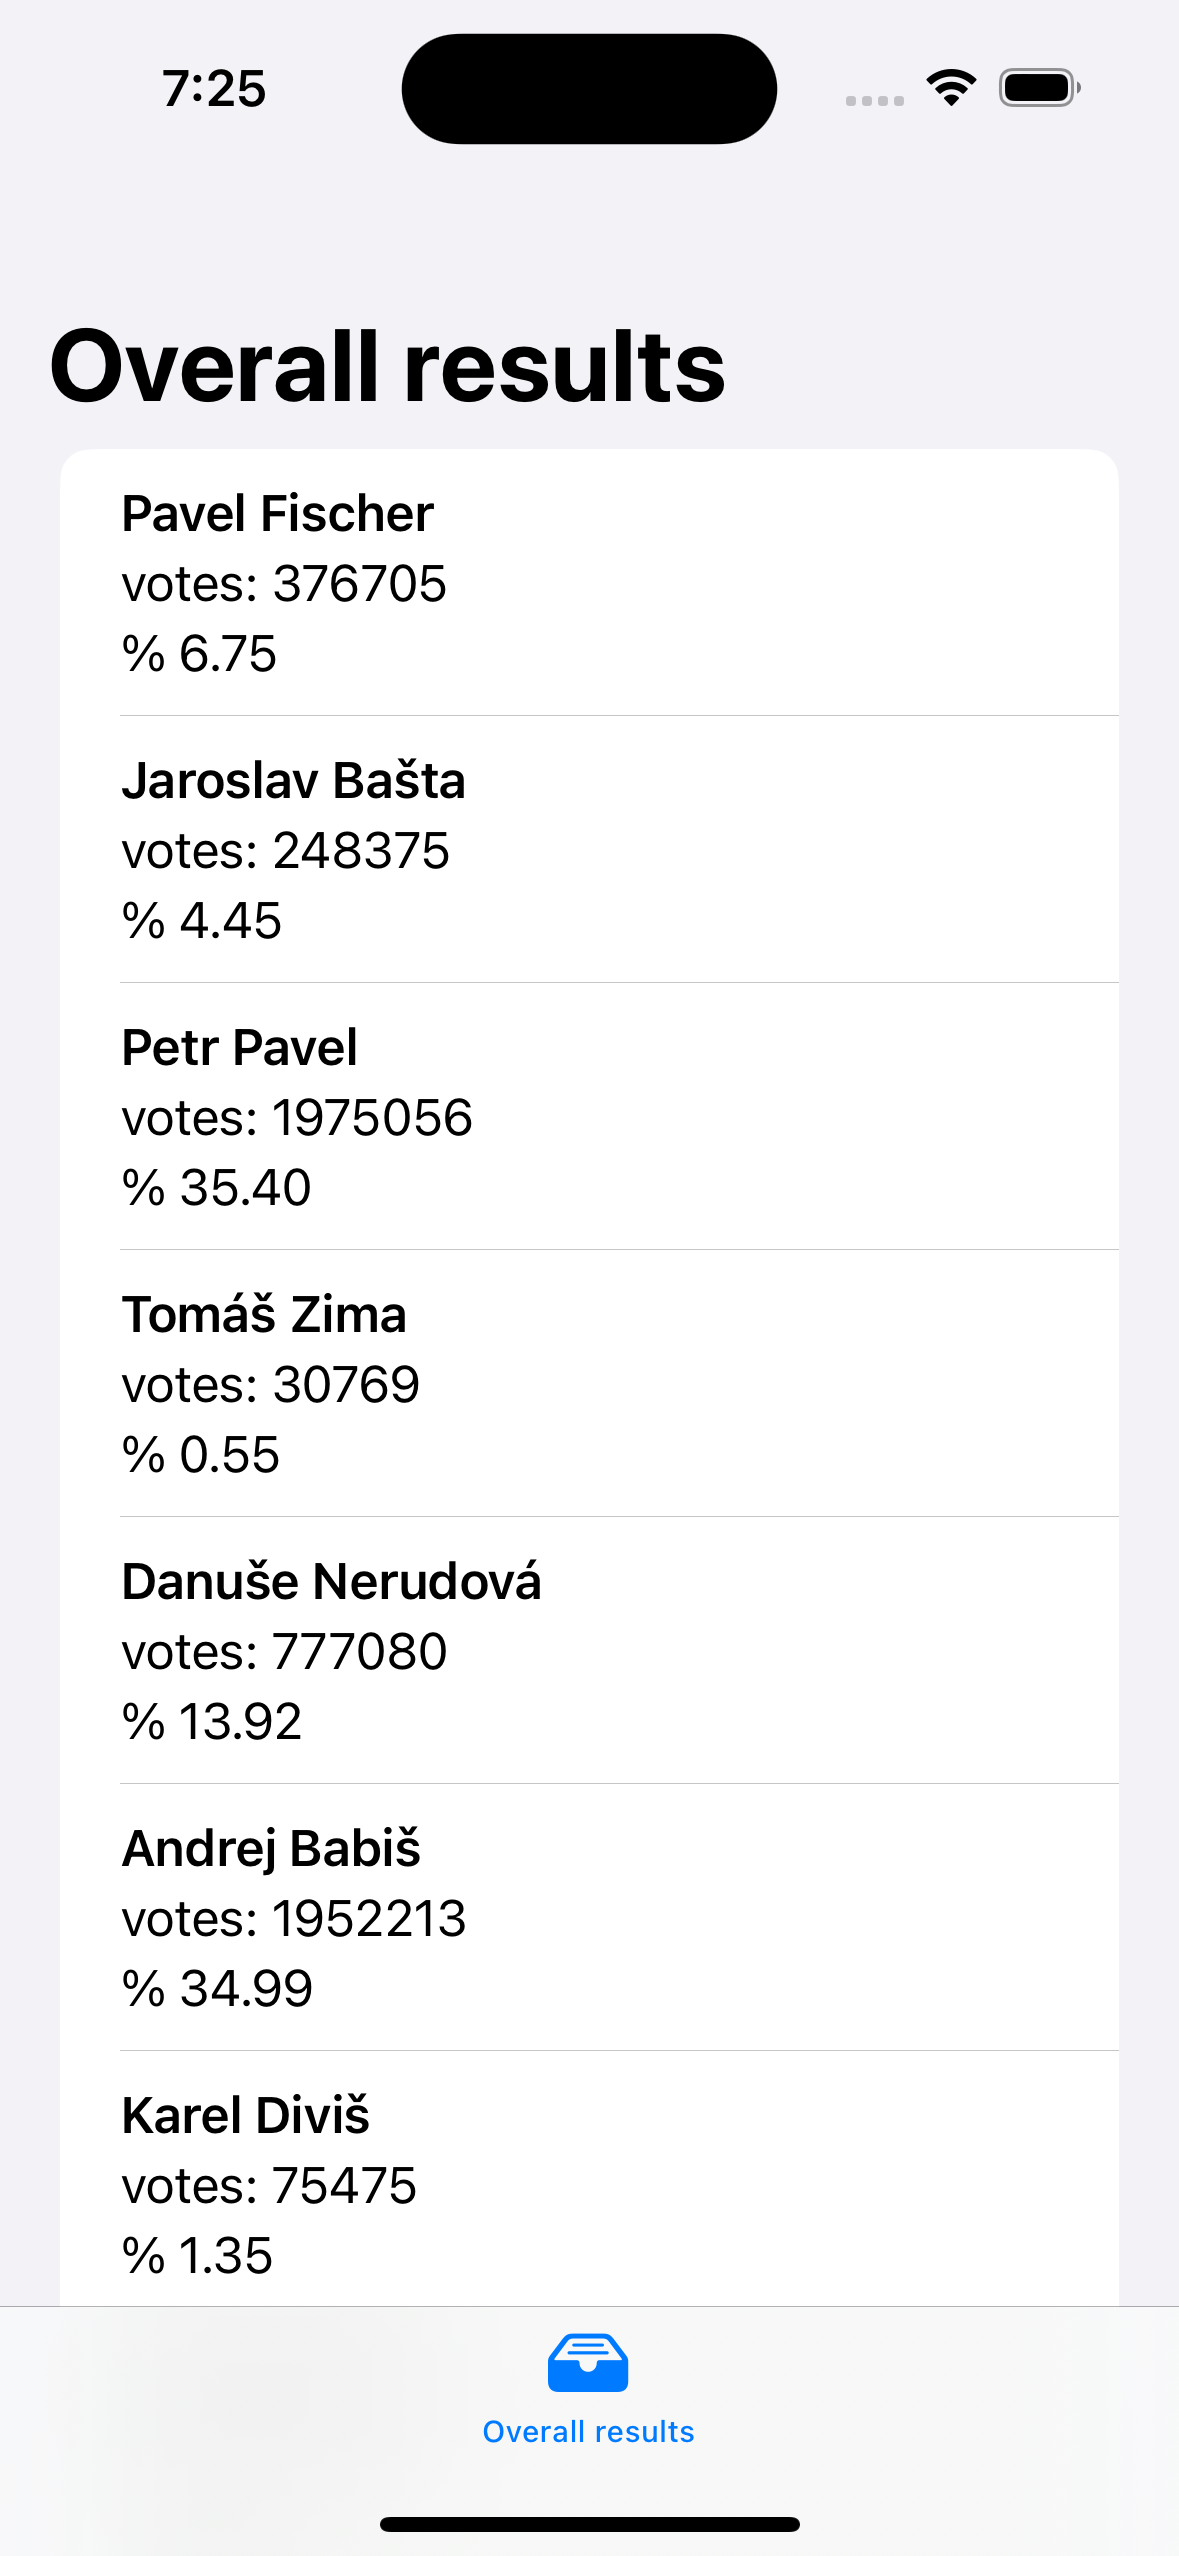 7:25
Overall results
Pavel Fischer
votes: 376705
% 6.75
Jaroslav Bašta
votes: 248375
% 4.45
Petr Pavel
votes: 1975056
% 35.40
Tomáš Zima
votes: 30769
% 0.55
Danuše Nerudová
votes: 777080
% 13.92
Andrej Babiš
votes: 1952213
% 34.99
Karel Diviš
votes: 75475
% 1.35
Overall results